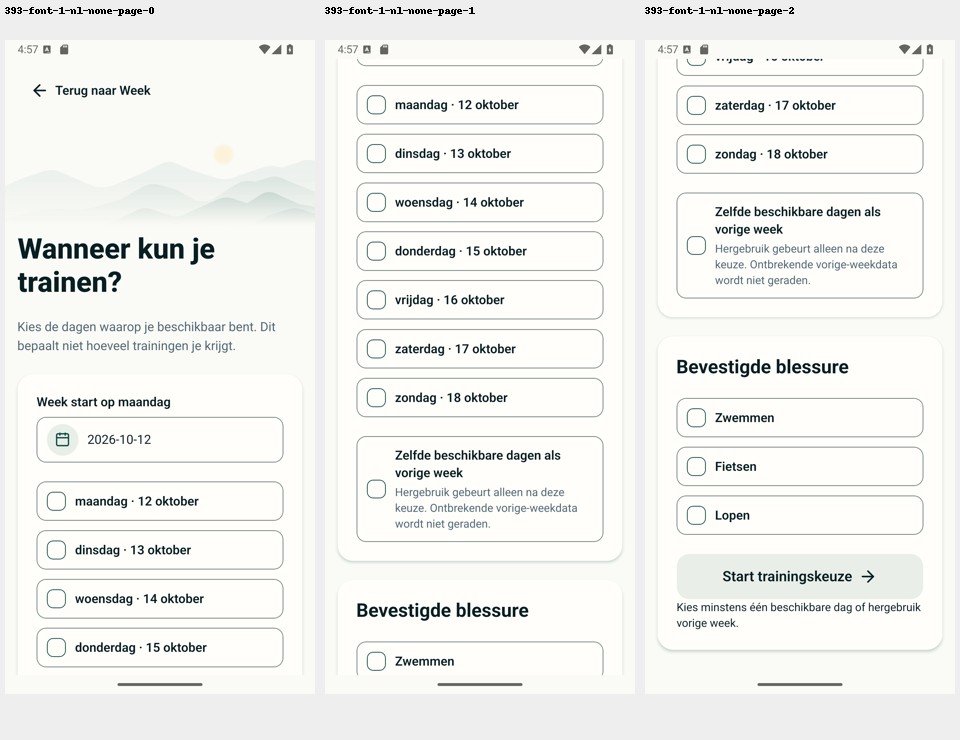 393-font-1-nl-none-page-0
4:57
Terug naar Week
Wanneer kun je
trainen?
Kies de dagen waarop je beschikbaar bent. Dit
bepaalt niet hoeveel trainingen je krijgt.
Week start op maandag
2026-10-12
maandag · 12 oktober
dinsdag · 13 oktober
woensdag · 14 oktober
donderdag · 15 oktober
393-font-1-nl-none-page-1
4:57
maandag · 12 oktober
dinsdag · 13 oktober
woensdag · 14 oktober
donderdag · 15 oktober
vrijdag · 16 oktober
zaterdag · 17 oktober
zondag · 18 oktober
Zelfde beschikbare dagen als
vorige week
Hergebruik gebeurt alleen na deze
keuze. Ontbrekende vorige-weekdata
wordt niet geraden.
Bevestigde blessure
Zwemmen
393-font-1-nl-none-page-2
4:57
vrijdag · 16 oktober
zaterdag · 17 oktober
zondag · 18 oktober
Zelfde beschikbare dagen als
vorige week
Hergebruik gebeurt alleen na deze
keuze. Ontbrekende vorige-weekdata
wordt niet geraden.
Bevestigde blessure
Zwemmen
Fietsen
Lopen
Start trainingskeuze
Kies minstens één beschikbare dag of hergebruik
vorige week.